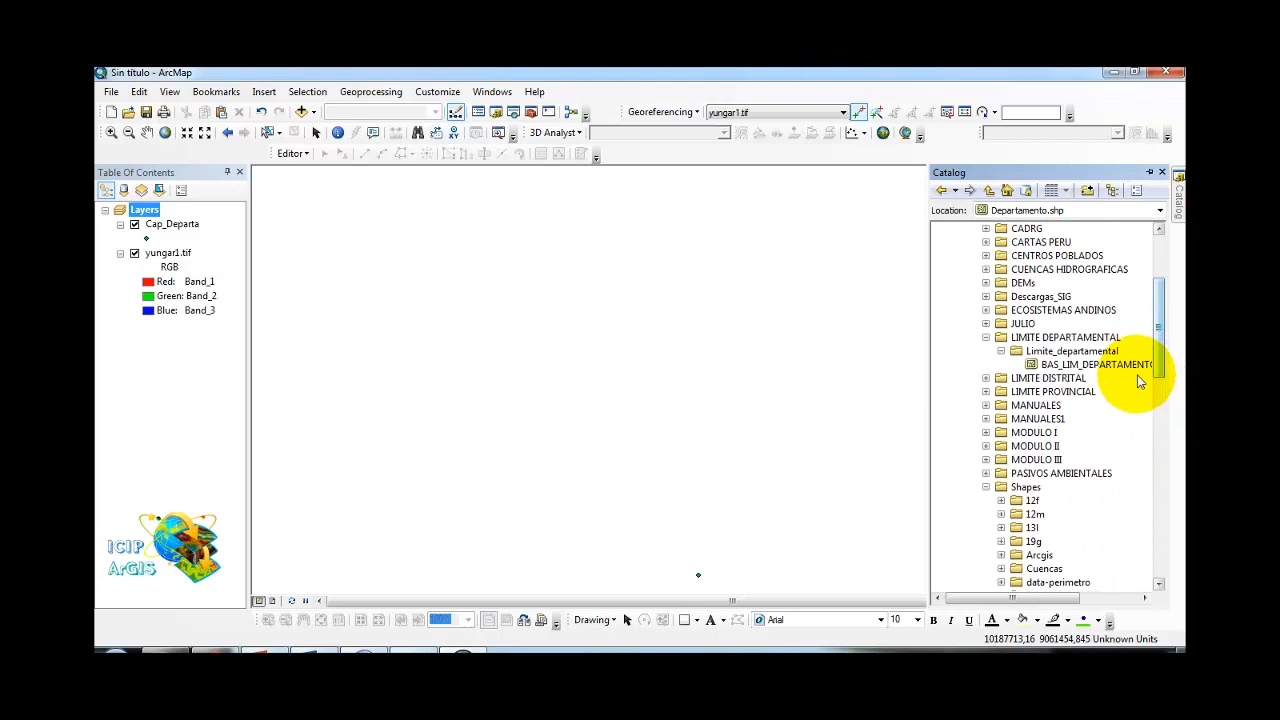 Sin título - ArcMap
File Edit View Bookmarks Insert Selection Geoprocessing Customize Windows Help
Georeferencing yungar1.tif
3D Analyst
Editor
Table Of Contents
Layers
Cap_Departa
yungar1.tif
RGB
Red: Band_1
Green: Band_2
Blue: Band_3
ICIP
ArGIS
Catalog
Catalog
Location: Departamento.shp
CADRG
CARTAS PERU
CENTROS POBLADOS
CUENCAS HIDROGRAFICAS
DEMs
Descargas_SIG
ECOSISTEMAS ANDINOS
JULIO
LIMITE DEPARTAMENTAL
Limite_departamental
BAS_LIM_DEPARTAMENTO
LIMITE DISTRITAL
LIMITE PROVINCIAL
MANUALES
MANUALES1
MODULO I
MODULO II
MODULO III
PASIVOS AMBIENTALES
Shapes
12f
12m
13l
19g
Arcgis
Cuencas
data-perimetro
100%
Drawing A Arial 10 B I U A
10187713,16 9061454,845 Unknown Units